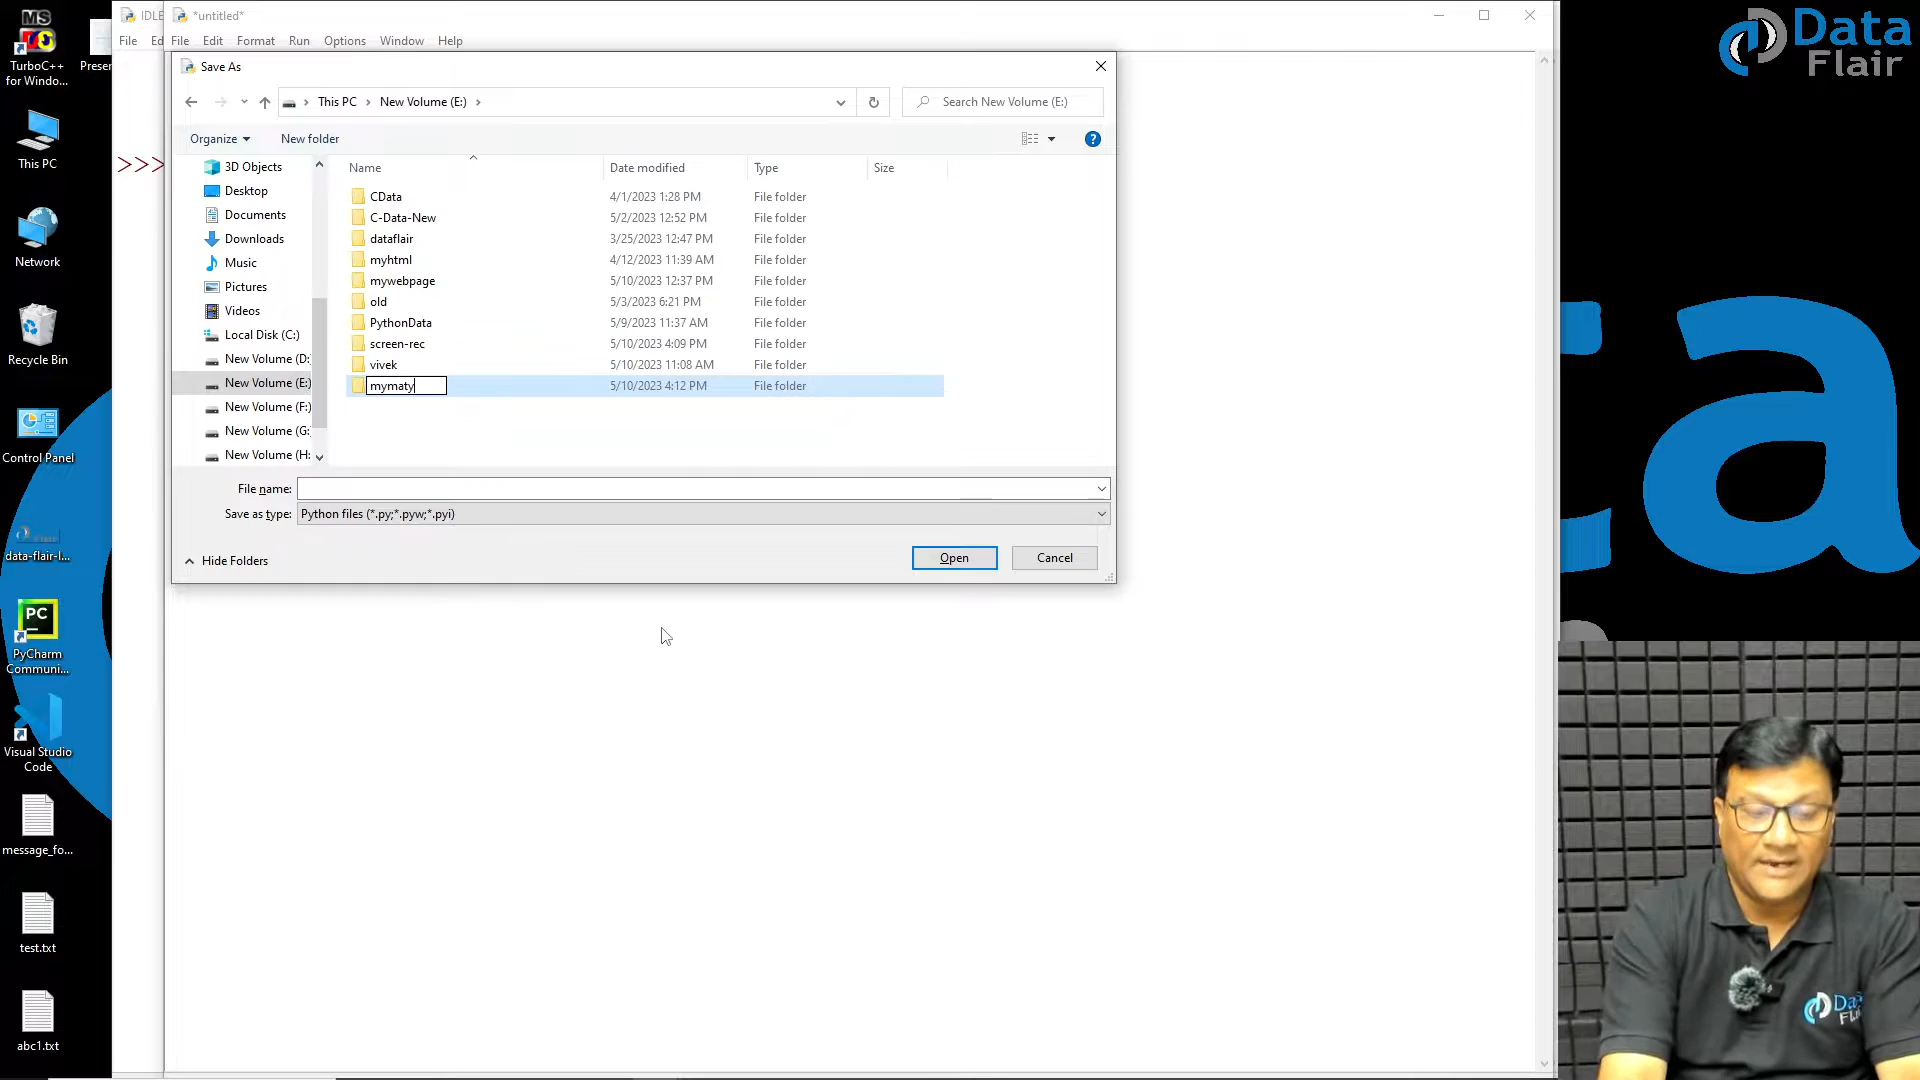 MS
TurboC++
for Windo...
Presen
This PC
Network
Recycle Bin
Control Panel
data-flair-l...
PC
PyCharm
Communi...
Visual Studio
Code
message_fo...
test.txt
abc1.txt
IDLE
File Ed
>>>
*untitled*
File Edit Format Run Options Window Help
Save As
This PC New Volume (E:)
Search New Volume (E:)
Organize New folder
3D Objects
Desktop
Documents
Downloads
Music
Pictures
Videos
Local Disk (C:)
New Volume (D:
New Volume (E:)
New Volume (F:)
New Volume (G:
New Volume (H:
Name Date modified Type Size
CData 4/1/2023 1:28 PM File folder
C-Data-New 5/2/2023 12:52 PM File folder
dataflair 3/25/2023 12:47 PM File folder
myhtml 4/12/2023 11:39 AM File folder
mywebpage 5/10/2023 12:37 PM File folder
old 5/3/2023 6:21 PM File folder
PythonData 5/9/2023 11:37 AM File folder
screen-rec 5/10/2023 4:09 PM File folder
vivek 5/10/2023 11:08 AM File folder
mymaty 5/10/2023 4:12 PM File folder
File name:
Save as type: Python files (*.py;*.pyw;*.pyi)
Hide Folders
Open Cancel
Data
Flair
ta